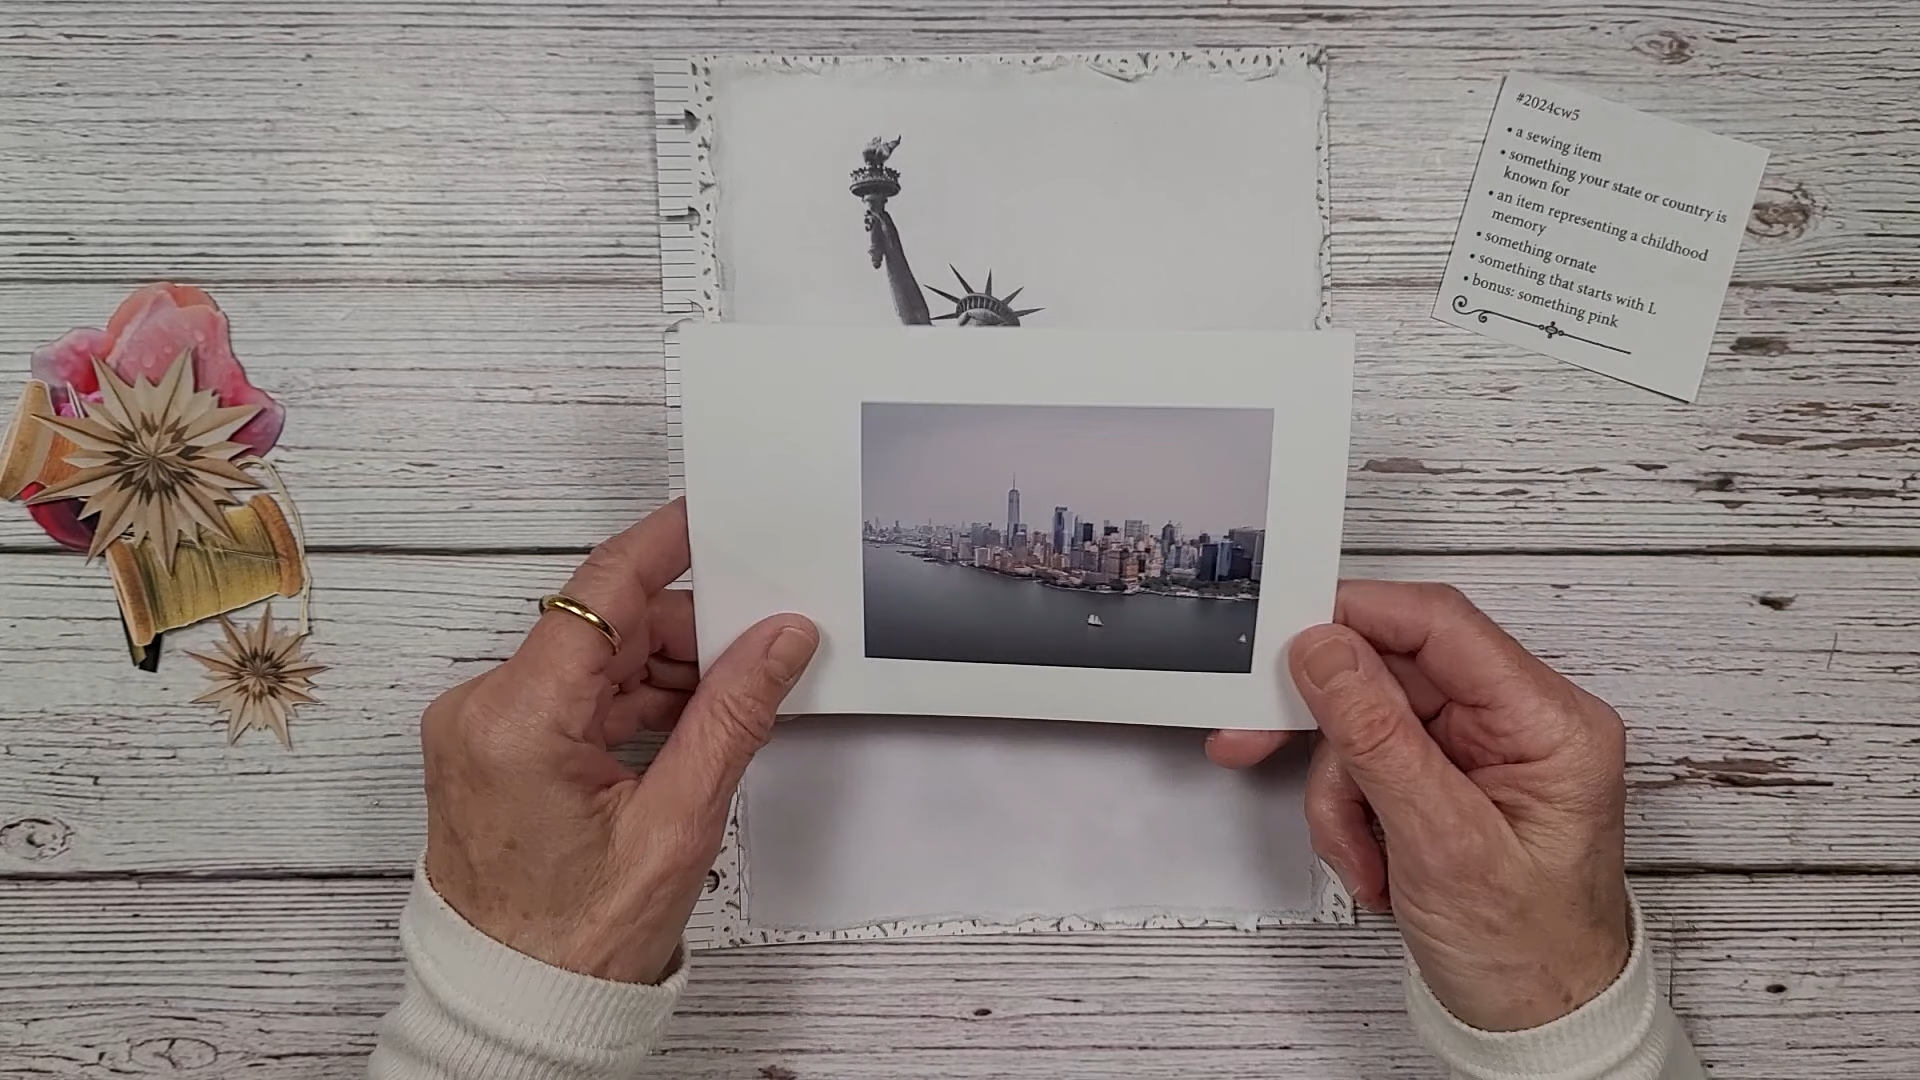 #2024cw5
• a sewing item
• something your state or country is
known for
• an item representing a childhood
memory
• something ornate
• something that starts with L
• bonus: something pink